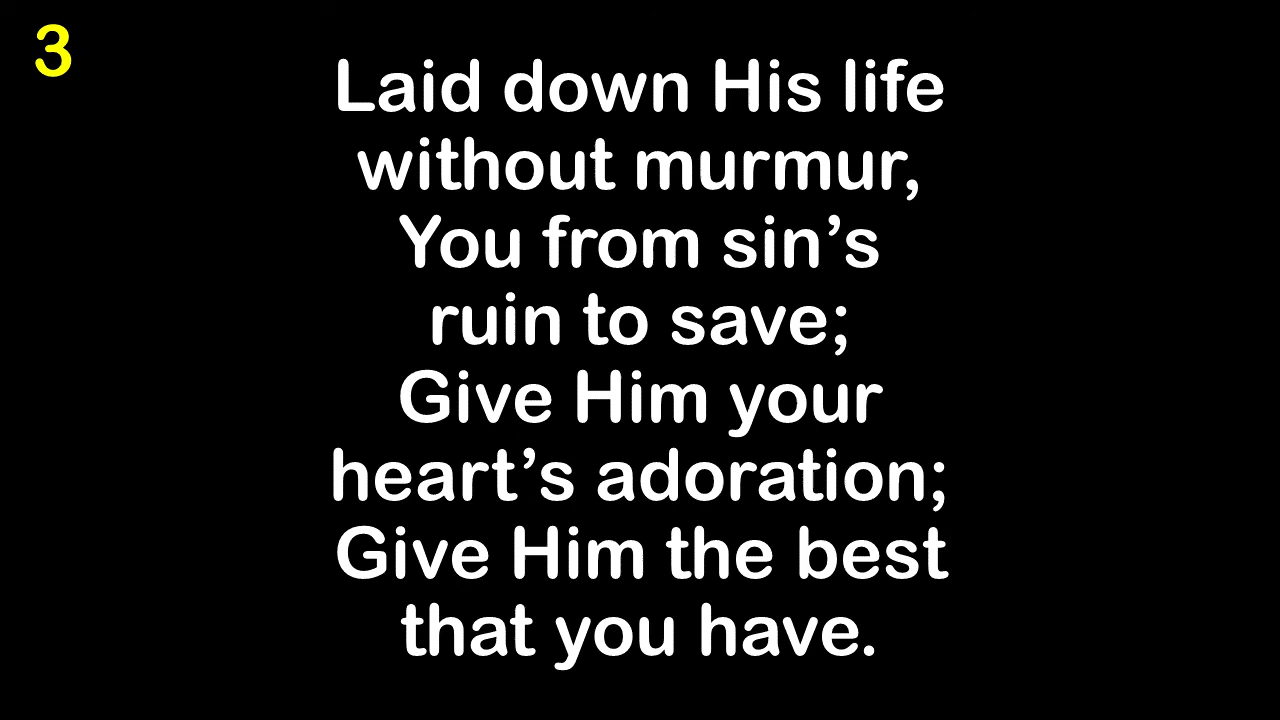 3
Laid down His life
without murmur,
You from sin’s
ruin to save;
Give Him your
heart’s adoration;
Give Him the best
that you have.